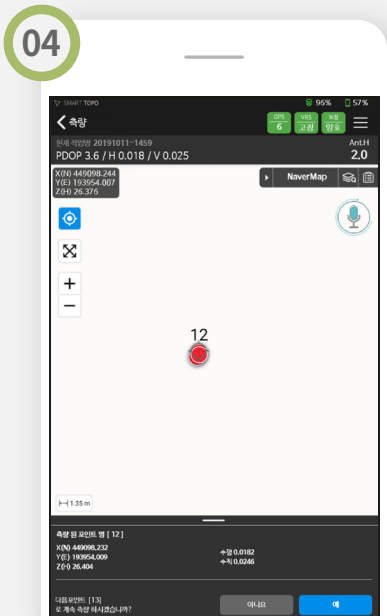 04
SMART TOPO 96% 57%
측량 GPS 6 VRS 고정 보정 양호
현재 작업명 20191011-1459 Ant.H
PDOP 3.6 / H 0.018 / V 0.025 2.0
X(N) 449098.244
Y(E) 193954.007
Z(H) 26.376
NaverMap
12
1.35 m
측량 된 포인트 명 [ 12 ]
X(N) 449098.232
Y(E) 193954.009
Z(H) 26.404
수평 0.0182
수직 0.0246
다음포인트 [13]
로 계속 측량 하시겠습니까?
아니요 예